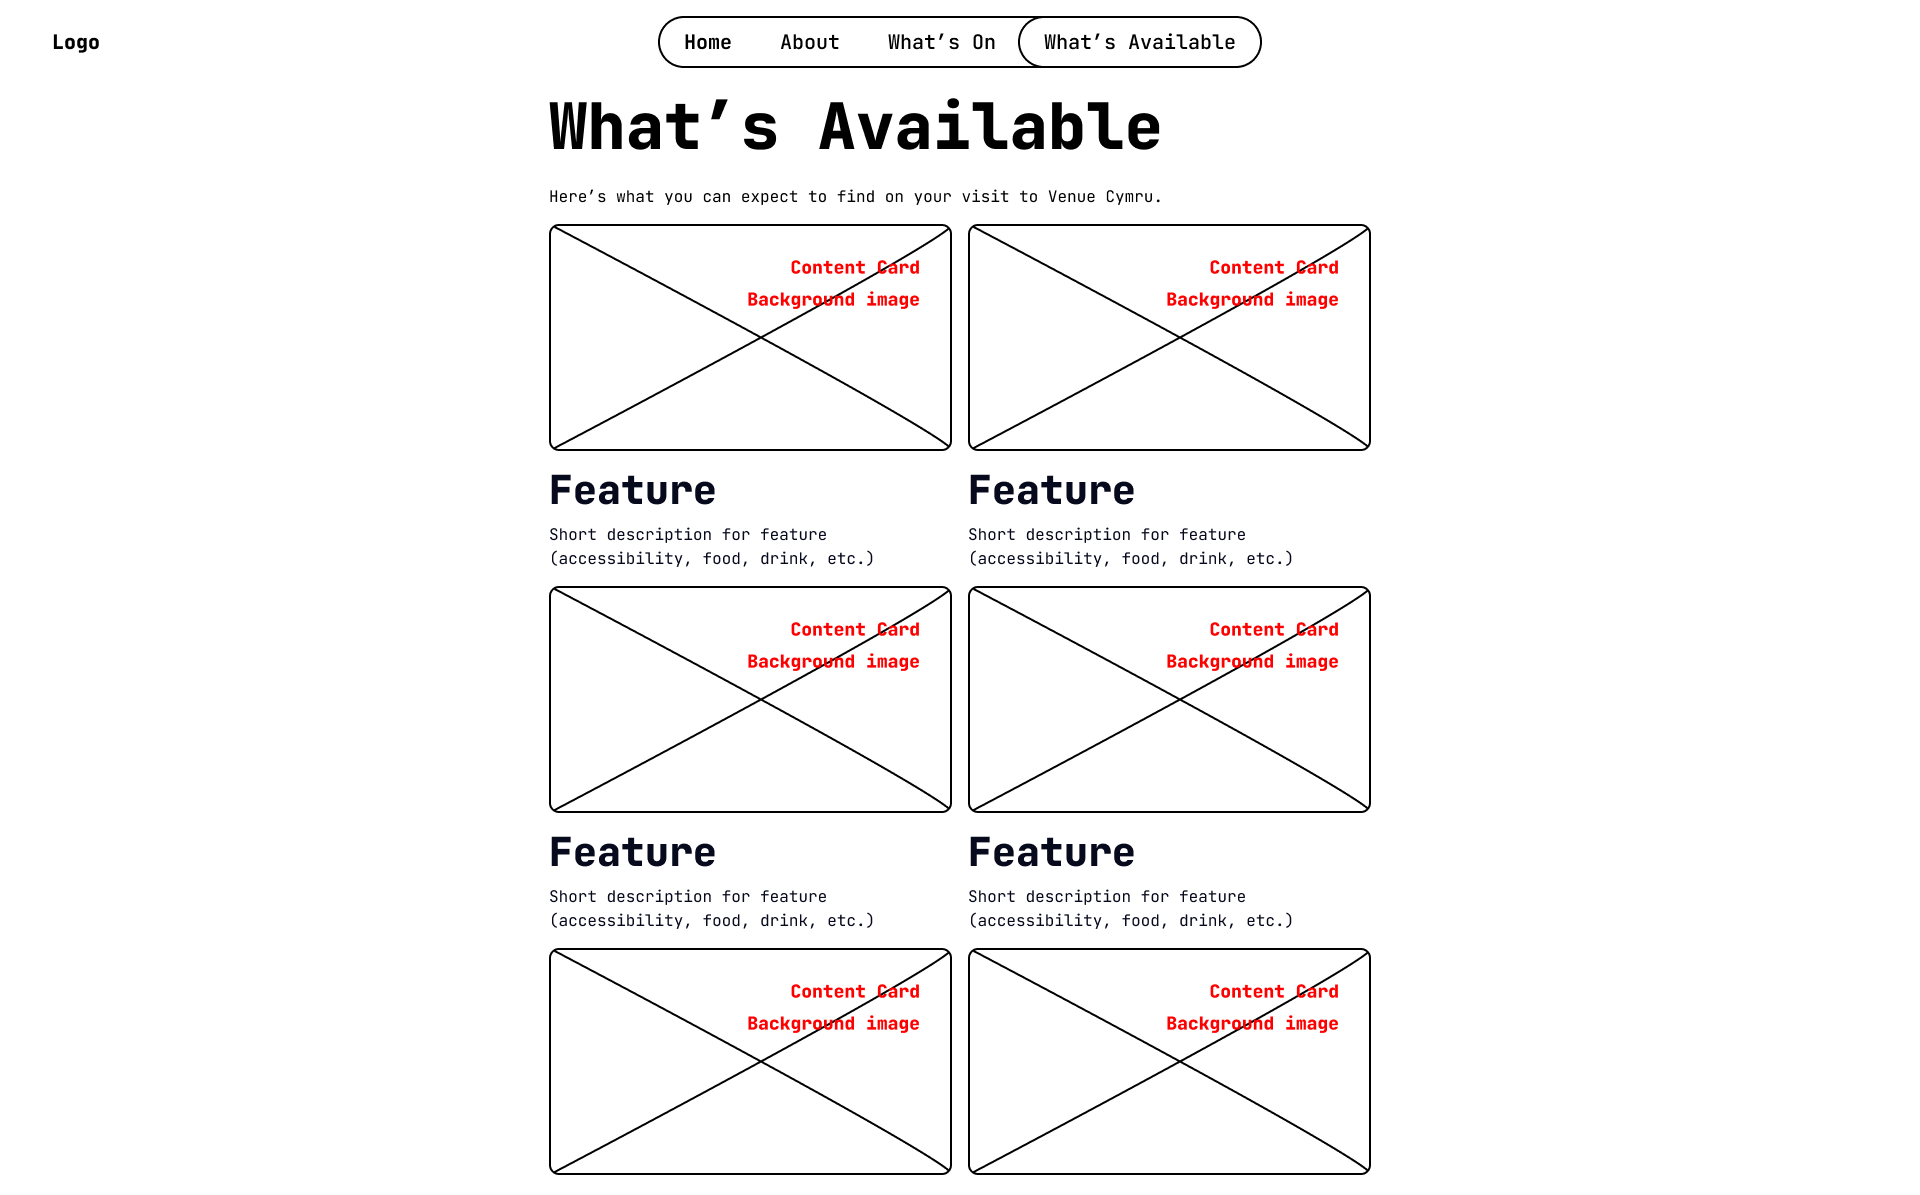 Logo
Home About What’s On What’s Available
What’s Available
Here’s what you can expect to find on your visit to Venue Cymru.
Content Card
Background image
Content Card
Background image
Feature
Short description for feature
(accessibility, food, drink, etc.)
Feature
Short description for feature
(accessibility, food, drink, etc.)
Content Card
Background image
Content Card
Background image
Feature
Short description for feature
(accessibility, food, drink, etc.)
Feature
Short description for feature
(accessibility, food, drink, etc.)
Content Card
Background image
Content Card
Background image